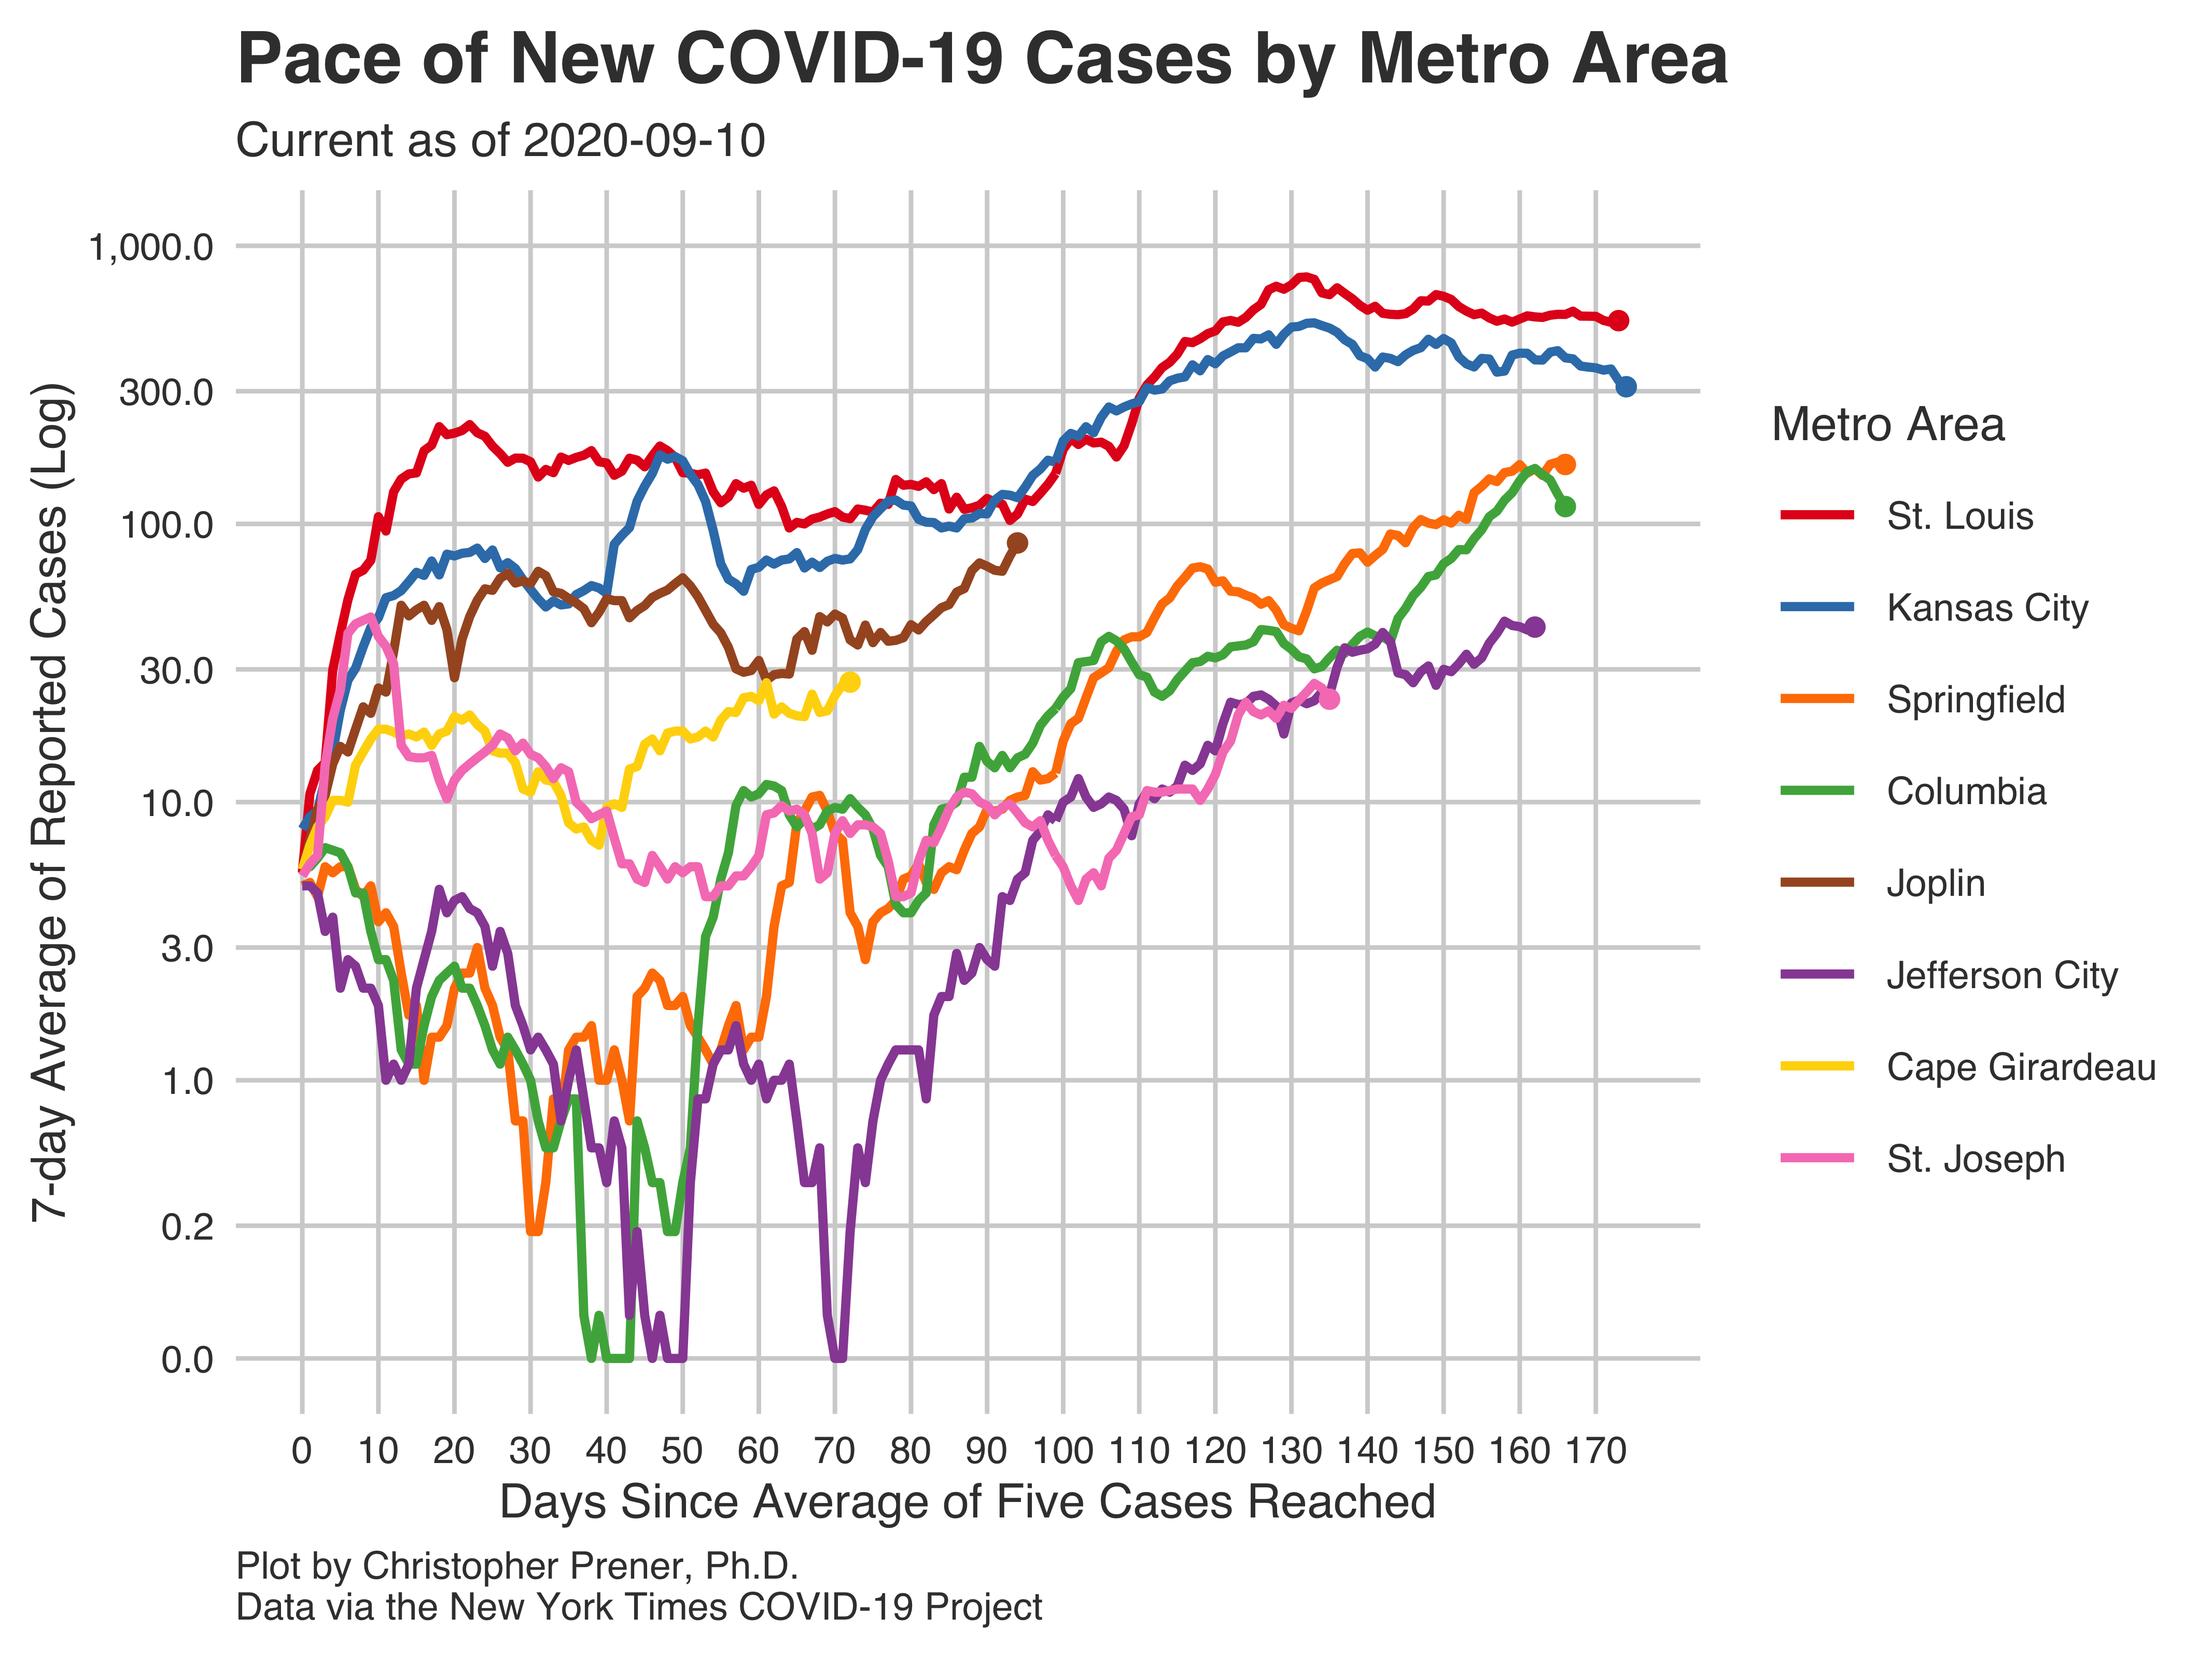 Pace of New COVID-19 Cases by Metro Area
Current as of 2020-09-10
7-day Average of Reported Cases (Log)
1,000.0
300.0
100.0
30.0
10.0
3.0
1.0
0.2
0.0
0 10 20 30 40 50 60 70 80 90 100 110 120 130 140 150 160 170
Days Since Average of Five Cases Reached
Metro Area
St. Louis
Kansas City
Springfield
Columbia
Joplin
Jefferson City
Cape Girardeau
St. Joseph
Plot by Christopher Prener, Ph.D.
Data via the New York Times COVID-19 Project